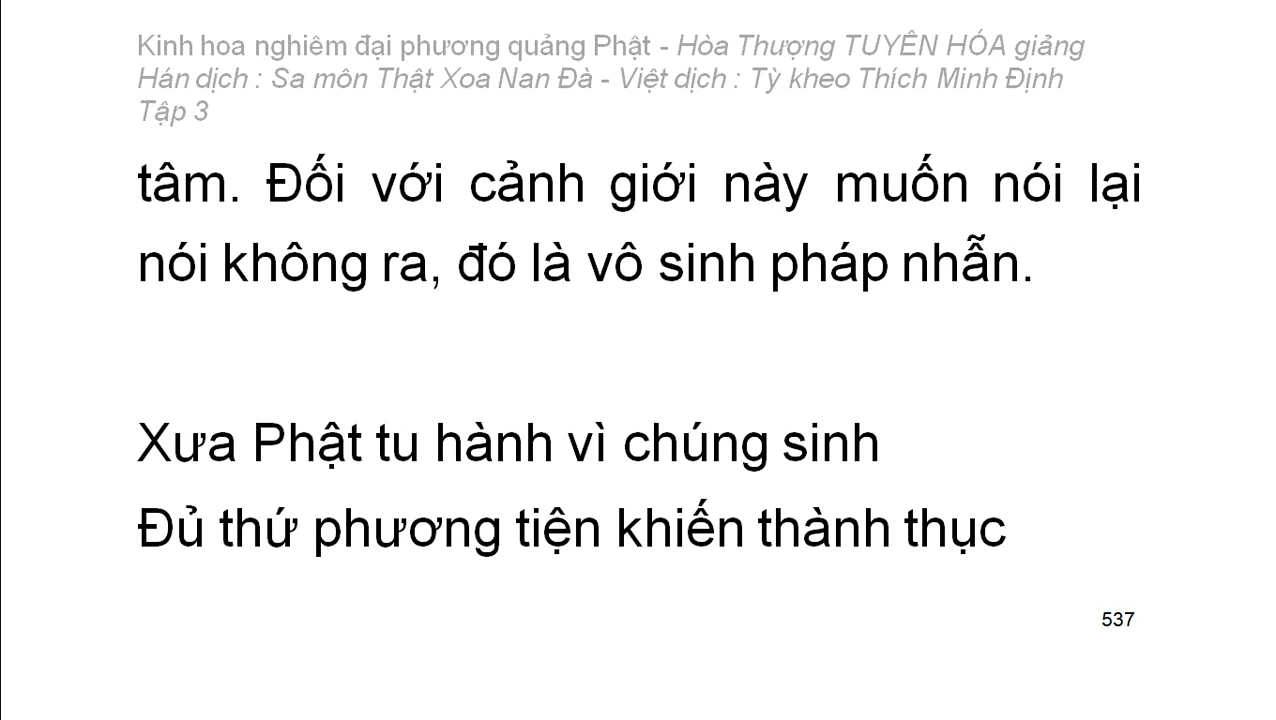 Kinh hoa nghiêm đại phương quảng Phật - Hòa Thượng TUYÊN HÓA giảng
Hán dịch : Sa môn Thật Xoa Nan Đà - Việt dịch : Tỳ kheo Thích Minh Định
Tập 3
tâm. Đối với cảnh giới này muốn nói lại
nói không ra, đó là vô sinh pháp nhẫn.
Xưa Phật tu hành vì chúng sinh
Đủ thứ phương tiện khiến thành thục
537